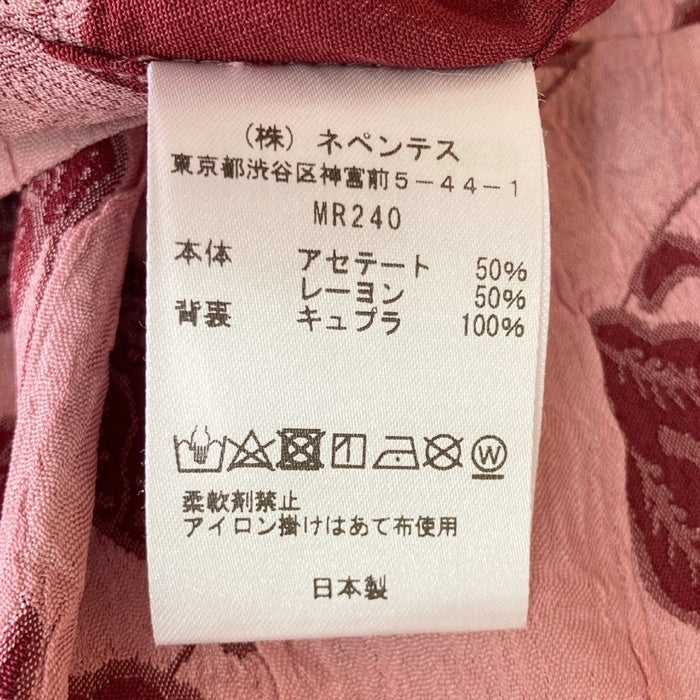 （株）ネペンテス
東京都渋谷区神宮前5－44－1
MR240
本体 アセテート 50%
レーヨン 50%
背裏 キュプラ 100%
W
柔軟剤禁止
アイロン掛けはあて布使用
日本製